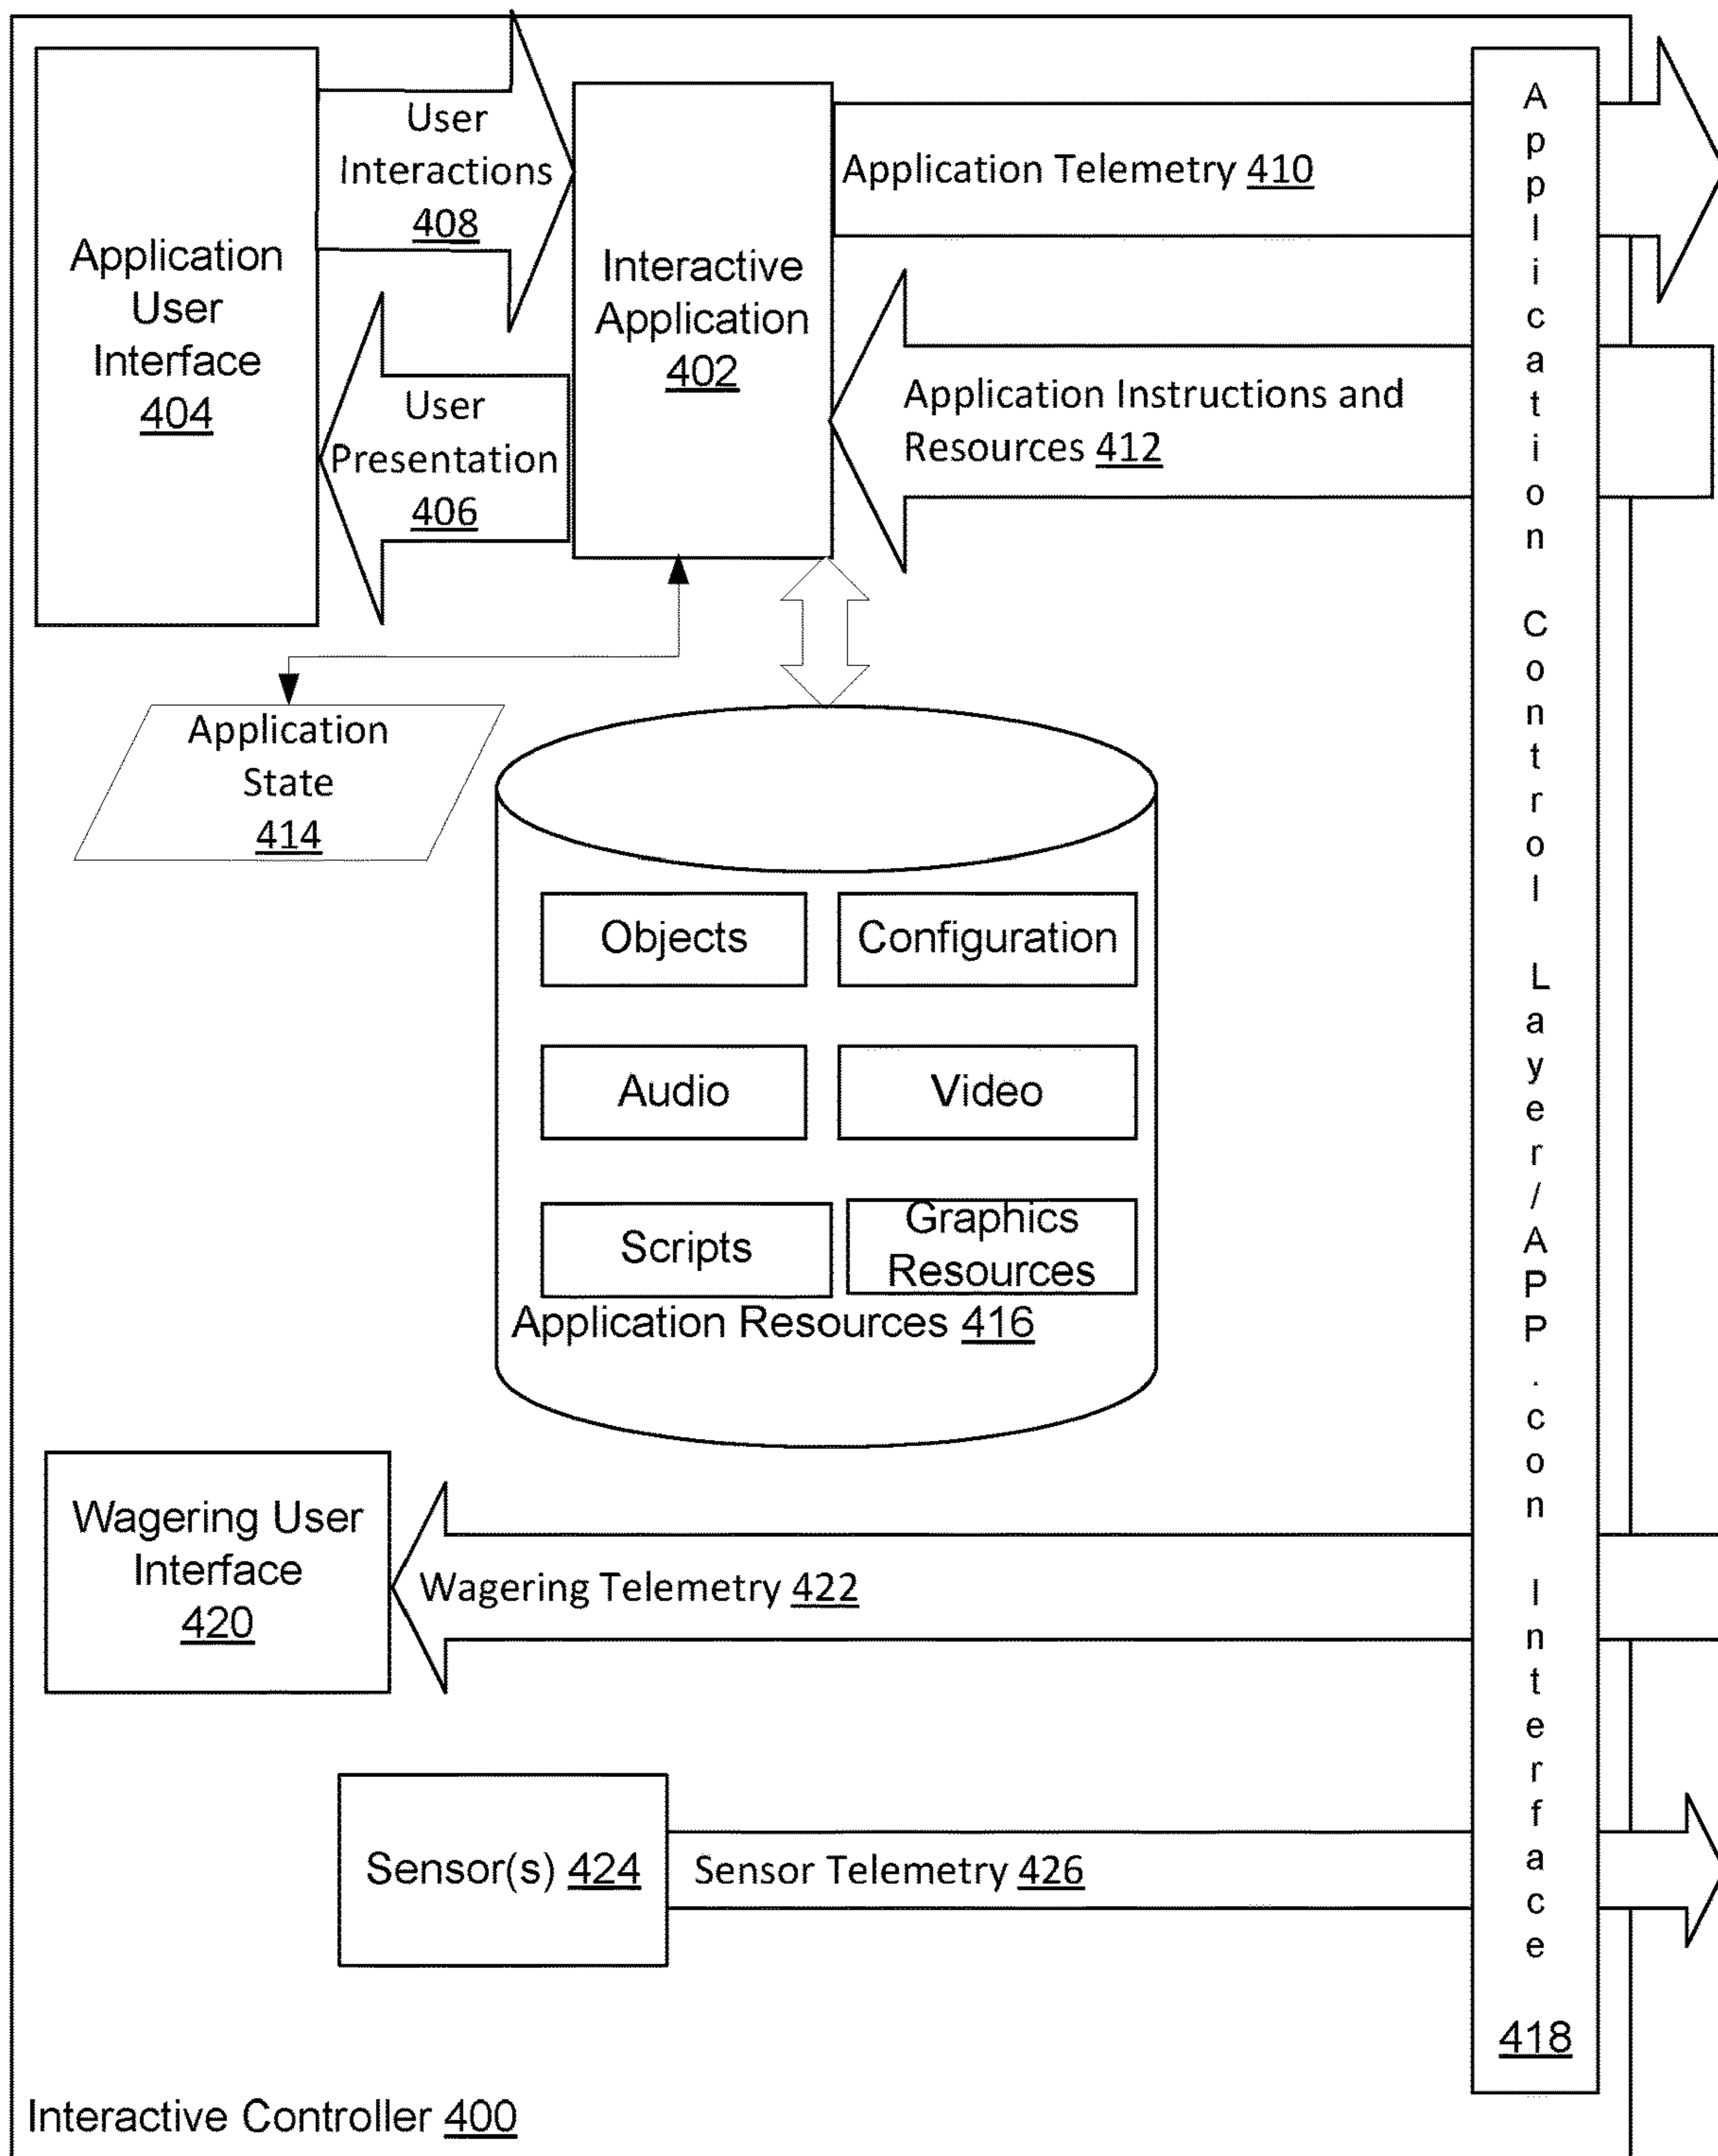 User
Interactions
408
Application Telemetry 410
Application
User
Interface
404
Interactive
Application
402
User
Presentation
406
Application Instructions and
Resources 412
Application
State
414
Objects
Configuration
Audio
Video
Scripts
Graphics
Resources
Application Resources 416
Wagering User
Interface
420
Wagering Telemetry 422
Sensor(s) 424
Sensor Telemetry 426
Application Control Layer/APP.con Interface
418
Interactive Controller 400